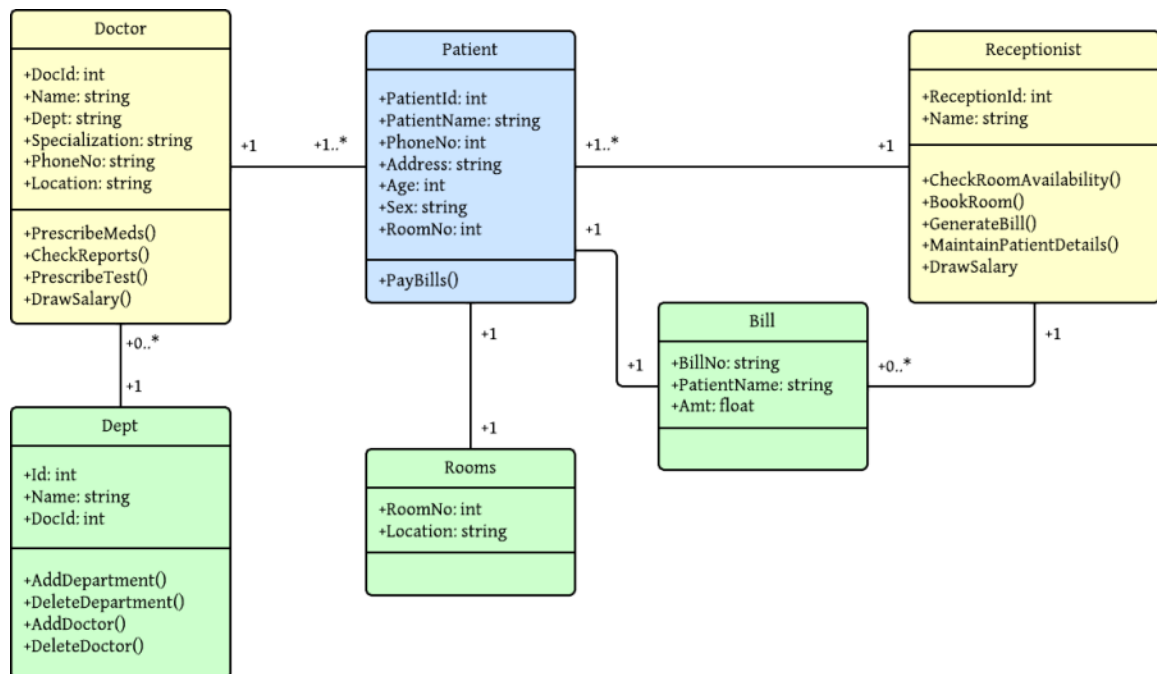 Doctor
+DocId: int
+Name: string
+Dept: string
+Specialization: string
+PhoneNo: string
+Location: string
+PrescribeMeds()
+CheckReports()
+PrescribeTest()
+DrawSalary()
+1
+1..*
Patient
+PatientId: int
+PatientName: string
+PhoneNo: int
+Address: string
+Age: int
+Sex: string
+RoomNo: int
+PayBills()
+1..*
+1
Receptionist
+ReceptionId: int
+Name: string
+CheckRoomAvailability()
+BookRoom()
+GenerateBill()
+MaintainPatientDetails()
+DrawSalary
+1
+1
+0..*
+1
Bill
+BillNo: string
+PatientName: string
+Amt: float
+0..*
+1
+1
+1
Dept
+Id: int
+Name: string
+DocId: int
+AddDepartment()
+DeleteDepartment()
+AddDoctor()
+DeleteDoctor()
+1
Rooms
+RoomNo: int
+Location: string